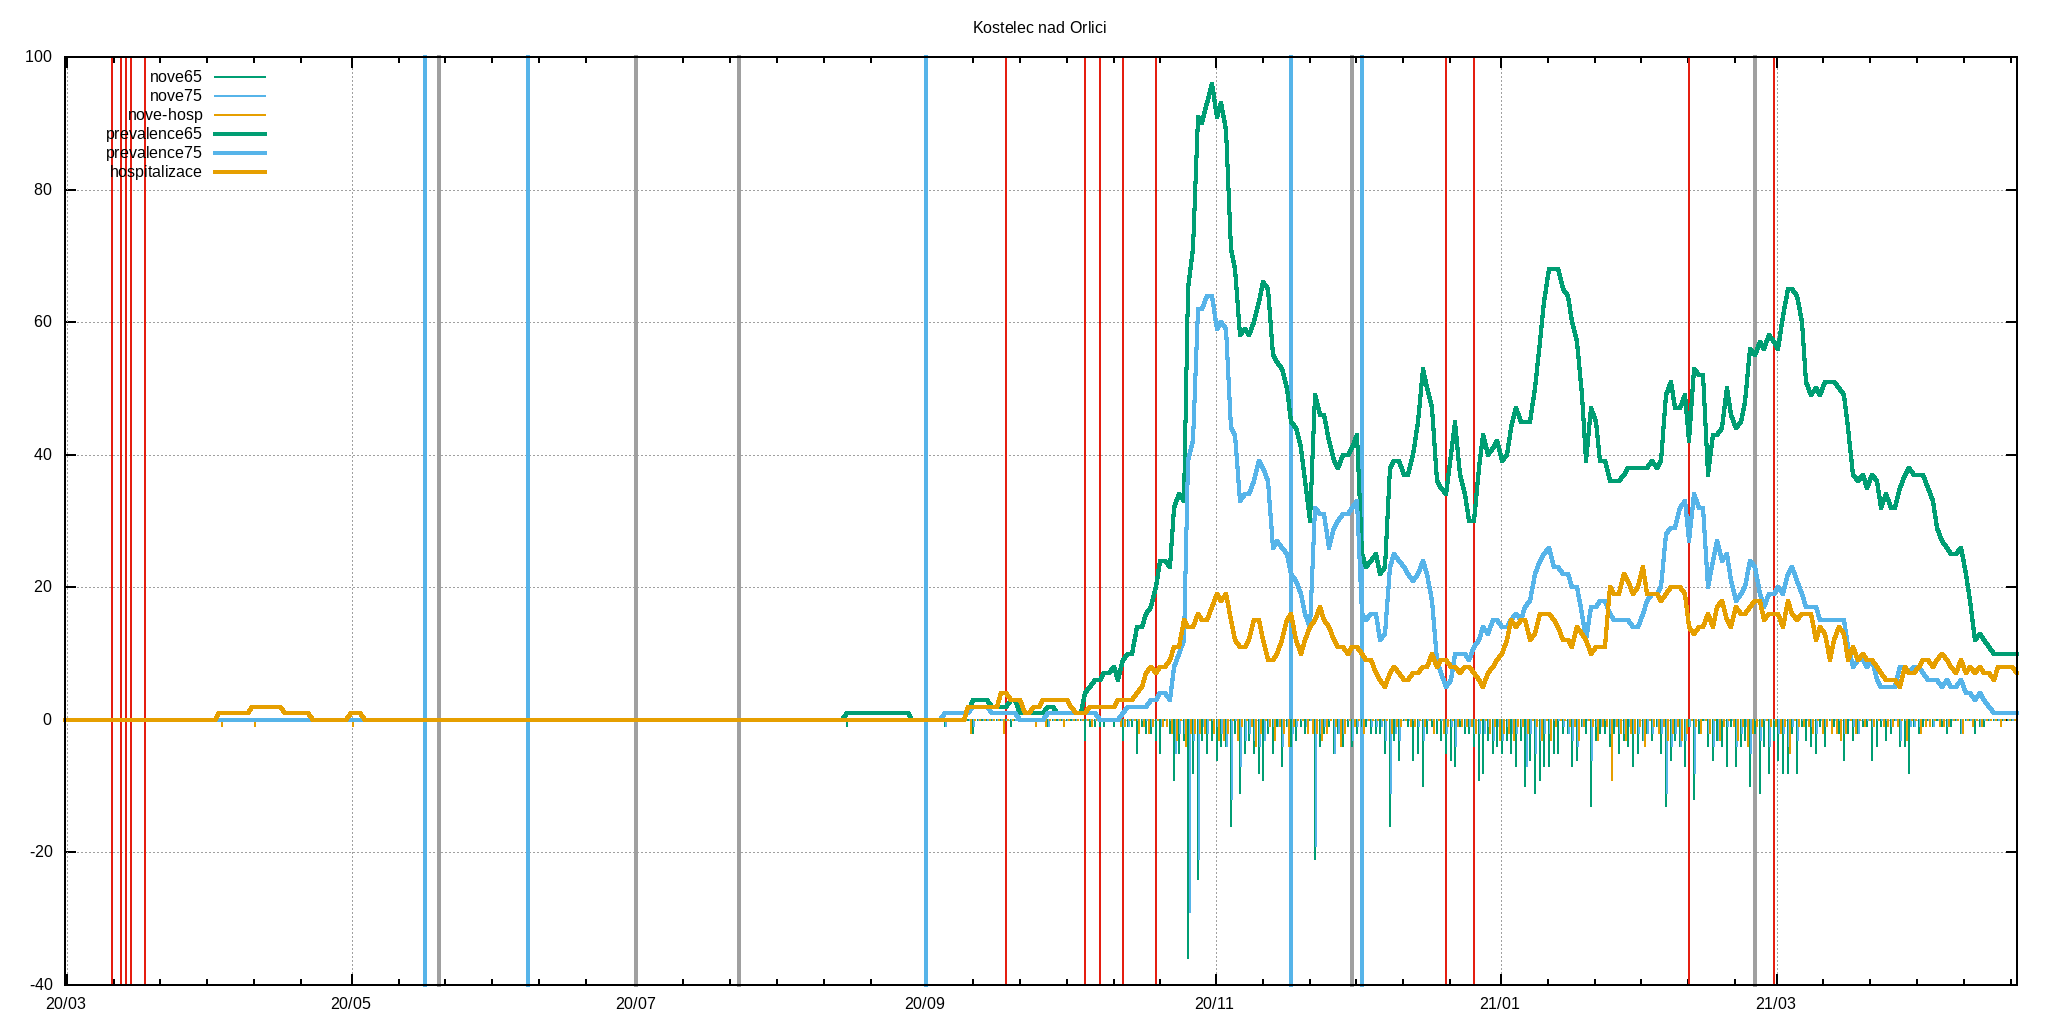 Kostelec nad Orlici
100
80
60
40
20
0
-20
-40
nove65
nove75
nove-hosp
prevalence65
prevalence75
hospitalizace
20/03 20/05 20/07 20/09 20/11 21/01 21/03